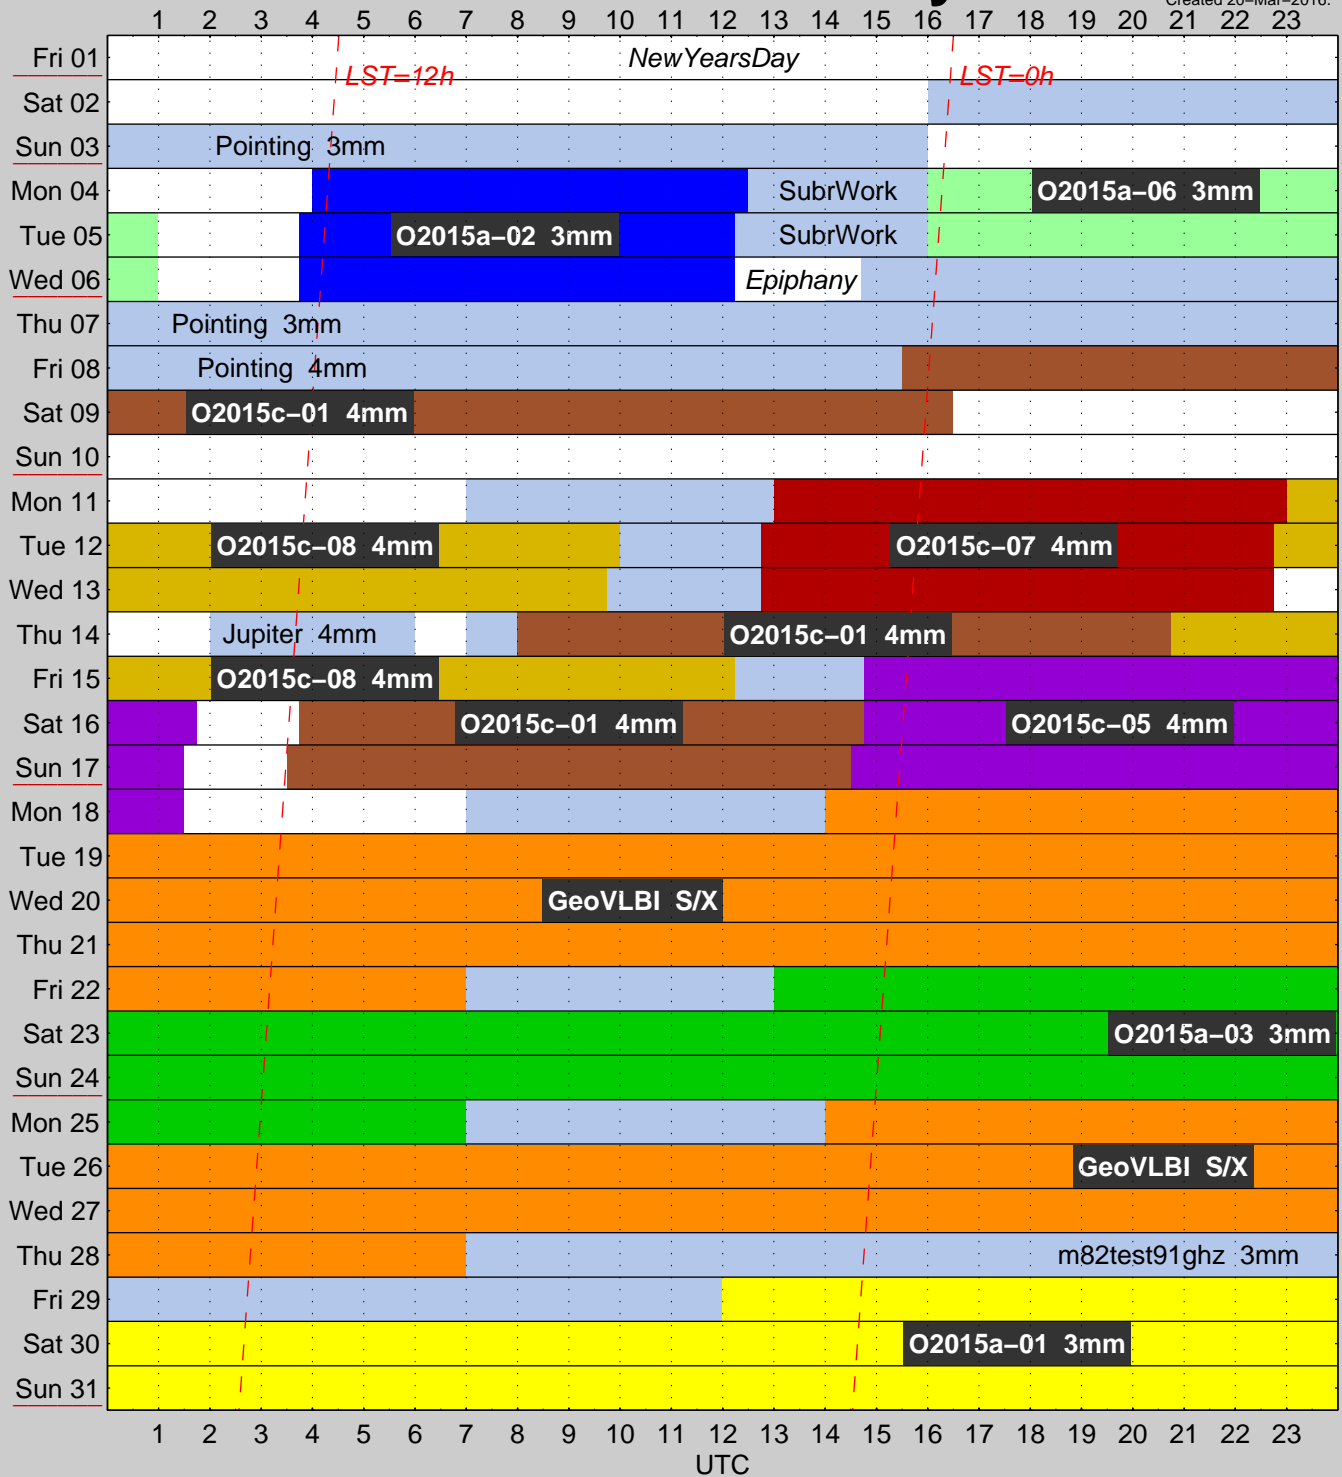 Created 20-Mar-2016.
1 2 3 4 5 6 7 8 9 10 11 12 13 14 15 16 17 18 19 20 21 22 23
Fri 01 NewYearsDay
LST=12h LST=0h
Sat 02
Sun 03 Pointing 3mm
Mon 04 SubrWork O2015a-06 3mm
Tue 05 O2015a-02 3mm SubrWork
Wed 06 Epiphany
Thu 07 Pointing 3mm
Fri 08 Pointing 4mm
Sat 09 O2015c-01 4mm
Sun 10
Mon 11
Tue 12 O2015c-08 4mm O2015c-07 4mm
Wed 13
Thu 14 Jupiter 4mm O2015c-01 4mm
Fri 15 O2015c-08 4mm
Sat 16 O2015c-01 4mm O2015c-05 4mm
Sun 17
Mon 18
Tue 19
Wed 20 GeoVLBI S/X
Thu 21
Fri 22
Sat 23 O2015a-03 3mm
Sun 24
Mon 25
Tue 26 GeoVLBI S/X
Wed 27
Thu 28 m82test91ghz 3mm
Fri 29
Sat 30 O2015a-01 3mm
Sun 31
1 2 3 4 5 6 7 8 9 10 11 12 13 14 15 16 17 18 19 20 21 22 23
UTC